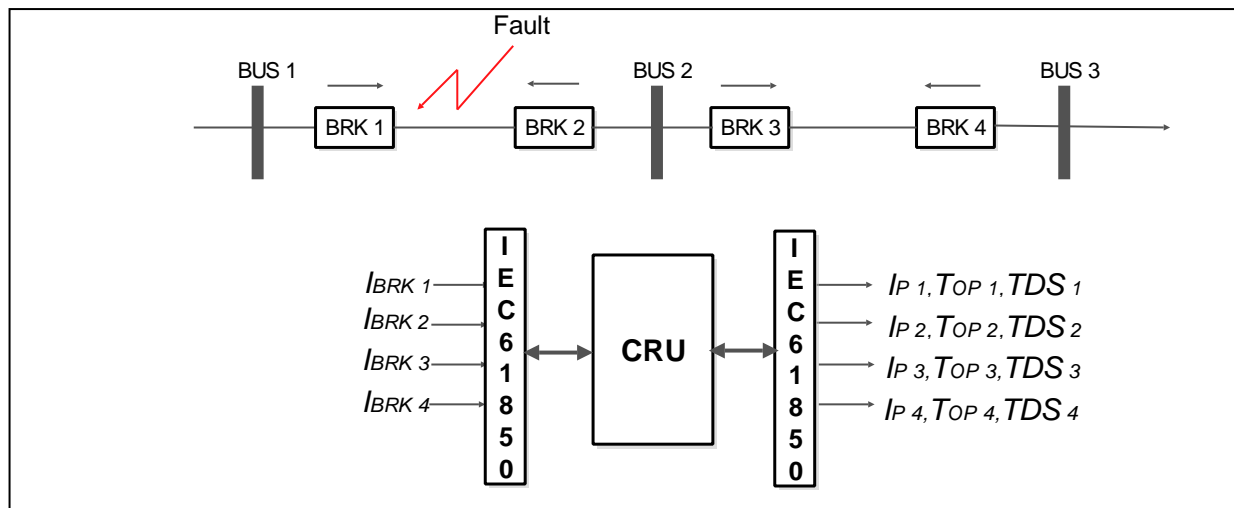 Fault
BUS 1
BUS 2
BUS 3
BRK 1
BRK 2
BRK 3
BRK 4
IEC61850
IBRK 1
IBRK 2
IBRK 3
IBRK 4
CRU
IEC61850
IP 1,TOP 1,TDS 1
IP 2,TOP 2,TDS 2
IP 3,TOP 3,TDS 3
IP 4,TOP 4,TDS 4